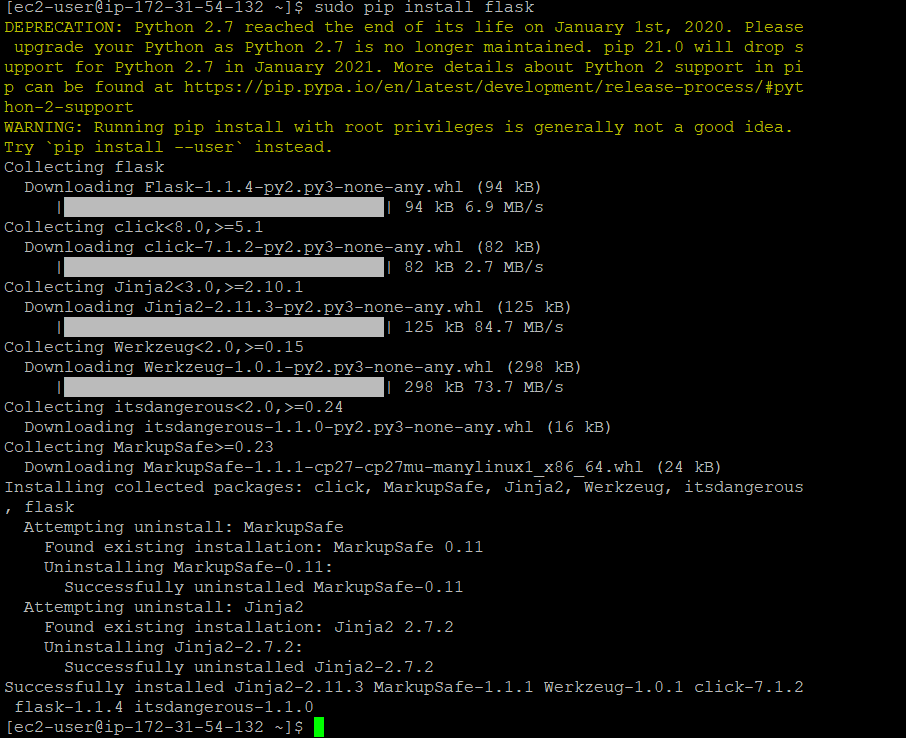 [ec2-user@ip-172-31-54-132 ~]$ sudo pip install flask
DEPRECATION: Python 2.7 reached the end of its life on January 1st, 2020. Please
 upgrade your Python as Python 2.7 is no longer maintained. pip 21.0 will drop s
upport for Python 2.7 in January 2021. More details about Python 2 support in pi
p can be found at https://pip.pypa.io/en/latest/development/release-process/#pyt
hon-2-support
WARNING: Running pip install with root privileges is generally not a good idea.
Try `pip install --user` instead.
Collecting flask
  Downloading Flask-1.1.4-py2.py3-none-any.whl (94 kB)
     |████████████████████████████████| 94 kB 6.9 MB/s
Collecting click<8.0,>=5.1
  Downloading click-7.1.2-py2.py3-none-any.whl (82 kB)
     |████████████████████████████████| 82 kB 2.7 MB/s
Collecting Jinja2<3.0,>=2.10.1
  Downloading Jinja2-2.11.3-py2.py3-none-any.whl (125 kB)
     |████████████████████████████████| 125 kB 84.7 MB/s
Collecting Werkzeug<2.0,>=0.15
  Downloading Werkzeug-1.0.1-py2.py3-none-any.whl (298 kB)
     |████████████████████████████████| 298 kB 73.7 MB/s
Collecting itsdangerous<2.0,>=0.24
  Downloading itsdangerous-1.1.0-py2.py3-none-any.whl (16 kB)
Collecting MarkupSafe>=0.23
  Downloading MarkupSafe-1.1.1-cp27-cp27mu-manylinux1_x86_64.whl (24 kB)
Installing collected packages: click, MarkupSafe, Jinja2, Werkzeug, itsdangerous
, flask
  Attempting uninstall: MarkupSafe
    Found existing installation: MarkupSafe 0.11
    Uninstalling MarkupSafe-0.11:
      Successfully uninstalled MarkupSafe-0.11
  Attempting uninstall: Jinja2
    Found existing installation: Jinja2 2.7.2
    Uninstalling Jinja2-2.7.2:
      Successfully uninstalled Jinja2-2.7.2
Successfully installed Jinja2-2.11.3 MarkupSafe-1.1.1 Werkzeug-1.0.1 click-7.1.2
 flask-1.1.4 itsdangerous-1.1.0
[ec2-user@ip-172-31-54-132 ~]$